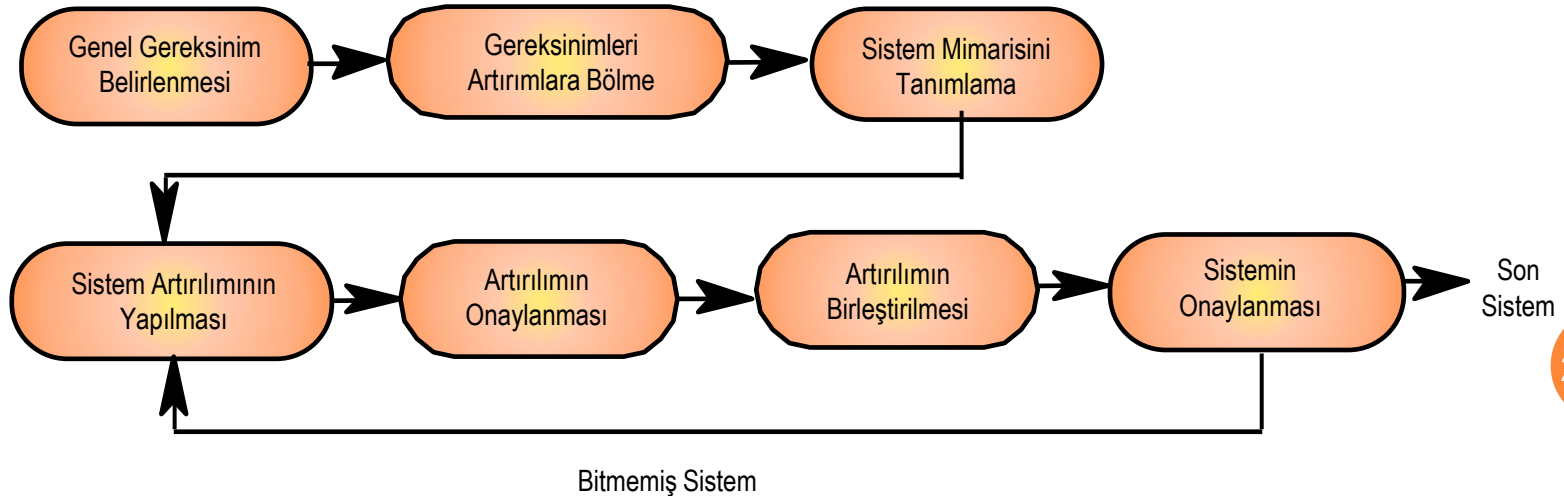 Genel Gereksinim
Belirlenmesi
Gereksinimleri
Artırımlara Bölme
Sistem Mimarisini
Tanımlama
Sistem Artırılımının
Yapılması
Artırılımın
Onaylanması
Artırılımın
Birleştirilmesi
Sistemin
Onaylanması
Son
Sistem
Bitmemiş Sistem